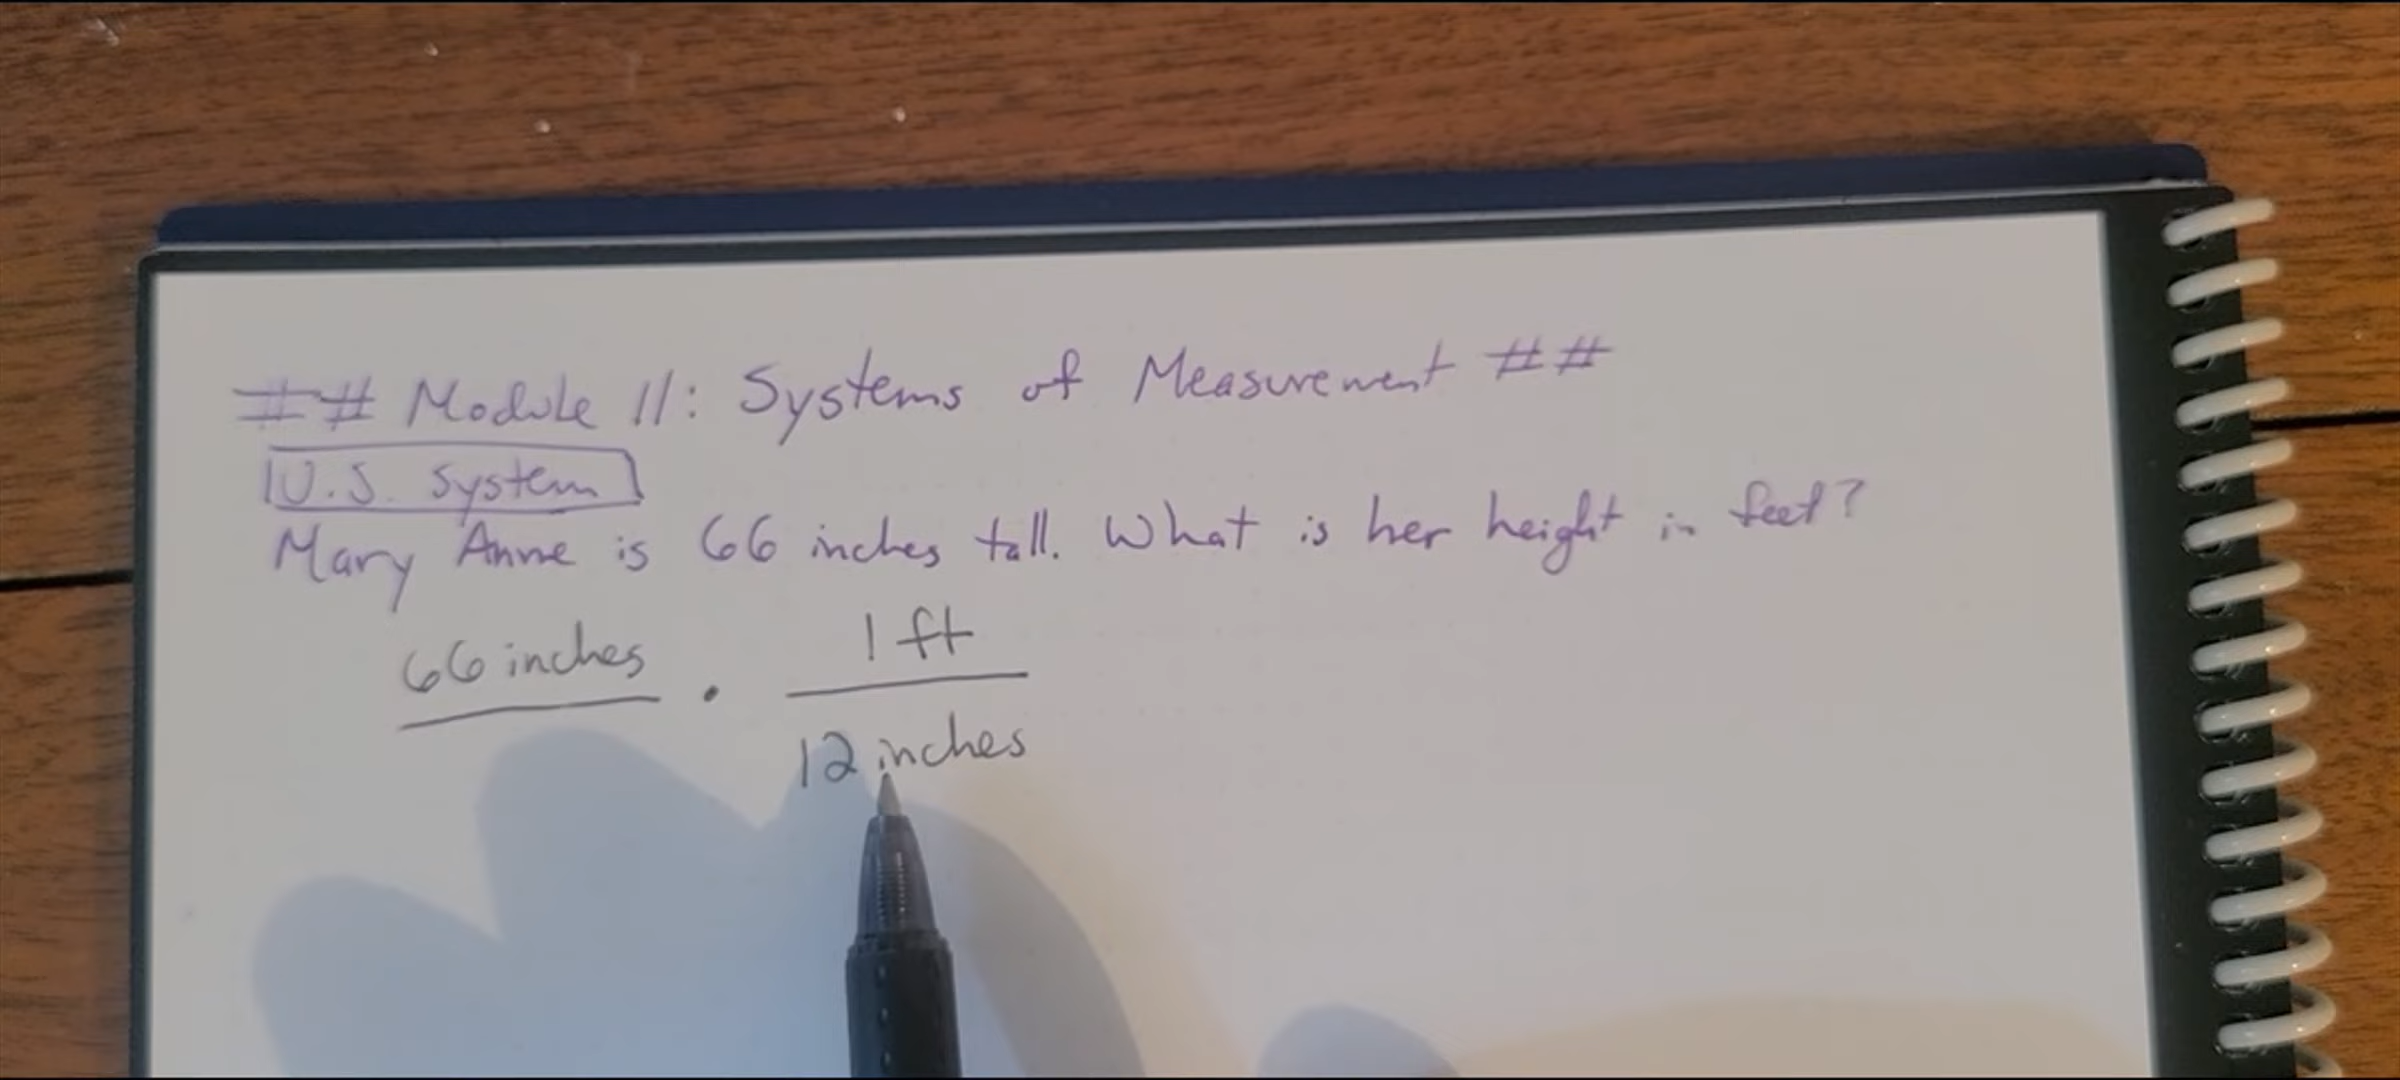 ## Module 11: Systems of Measurement ##
U.S. System
Mary Anne is 66 inches tall. What is her height in feet?
66 inches · 1 ft
12 inches